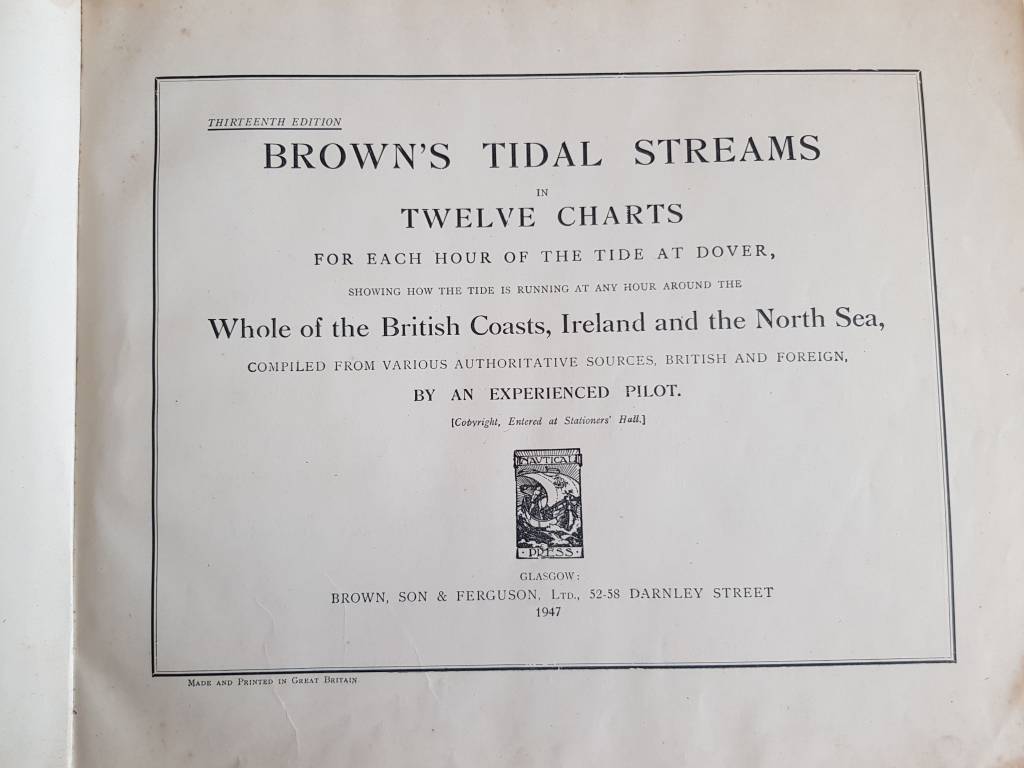 THIRTEENTH EDITION
BROWN'S TIDAL STREAMS
IN
TWELVE CHARTS
FOR EACH HOUR OF THE TIDE AT DOVER,
SHOWING HOW THE TIDE IS RUNNING AT ANY HOUR AROUND THE
Whole of the British Coasts, Ireland and the North Sea,
COMPILED FROM VARIOUS AUTHORITATIVE SOURCES, BRITISH AND FOREIGN,
BY AN EXPERIENCED PILOT.
[Copyright, Entered at Stationers' Hall.]
NAUTICAL
PRESS
GLASGOW:
BROWN, SON & FERGUSON, LTD., 52-58 DARNLEY STREET
1947
MADE AND PRINTED IN GREAT BRITAIN